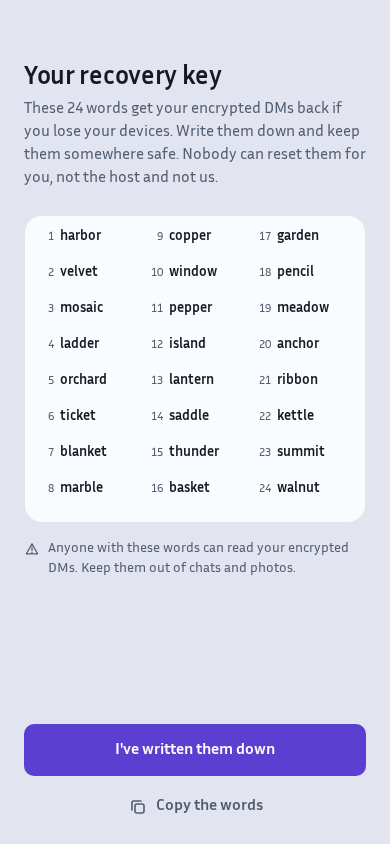 Your recovery key
These 24 words get your encrypted DMs back if
you lose your devices. Write them down and keep
them somewhere safe. Nobody can reset them for
you, not the host and not us.
1 harbor
2 velvet
3 mosaic
4 ladder
5 orchard
6 ticket
7 blanket
8 marble
9 copper
10 window
11 pepper
12 island
13 lantern
14 saddle
15 thunder
16 basket
17 garden
18 pencil
19 meadow
20 anchor
21 ribbon
22 kettle
23 summit
24 walnut
Anyone with these words can read your encrypted
DMs. Keep them out of chats and photos.
I've written them down
Copy the words